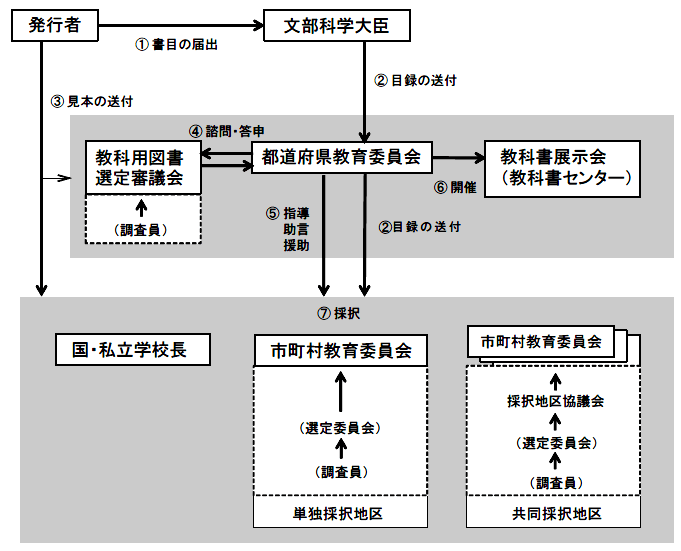 発行者
文部科学大臣
① 書目の届出
② 目録の送付
③ 見本の送付
④ 諮問・答申
教科用図書
選定審議会
(調査員)
都道府県教育委員会
教科書展示会
(教科書センター)
⑥ 開催
⑤ 指導
助言
援助
②目録の送付
⑦ 採択
国・私立学校長
市町村教育委員会
(選定委員会)
(調査員)
単独採択地区
市町村教育委員会
採択地区協議会
(選定委員会)
(調査員)
共同採択地区